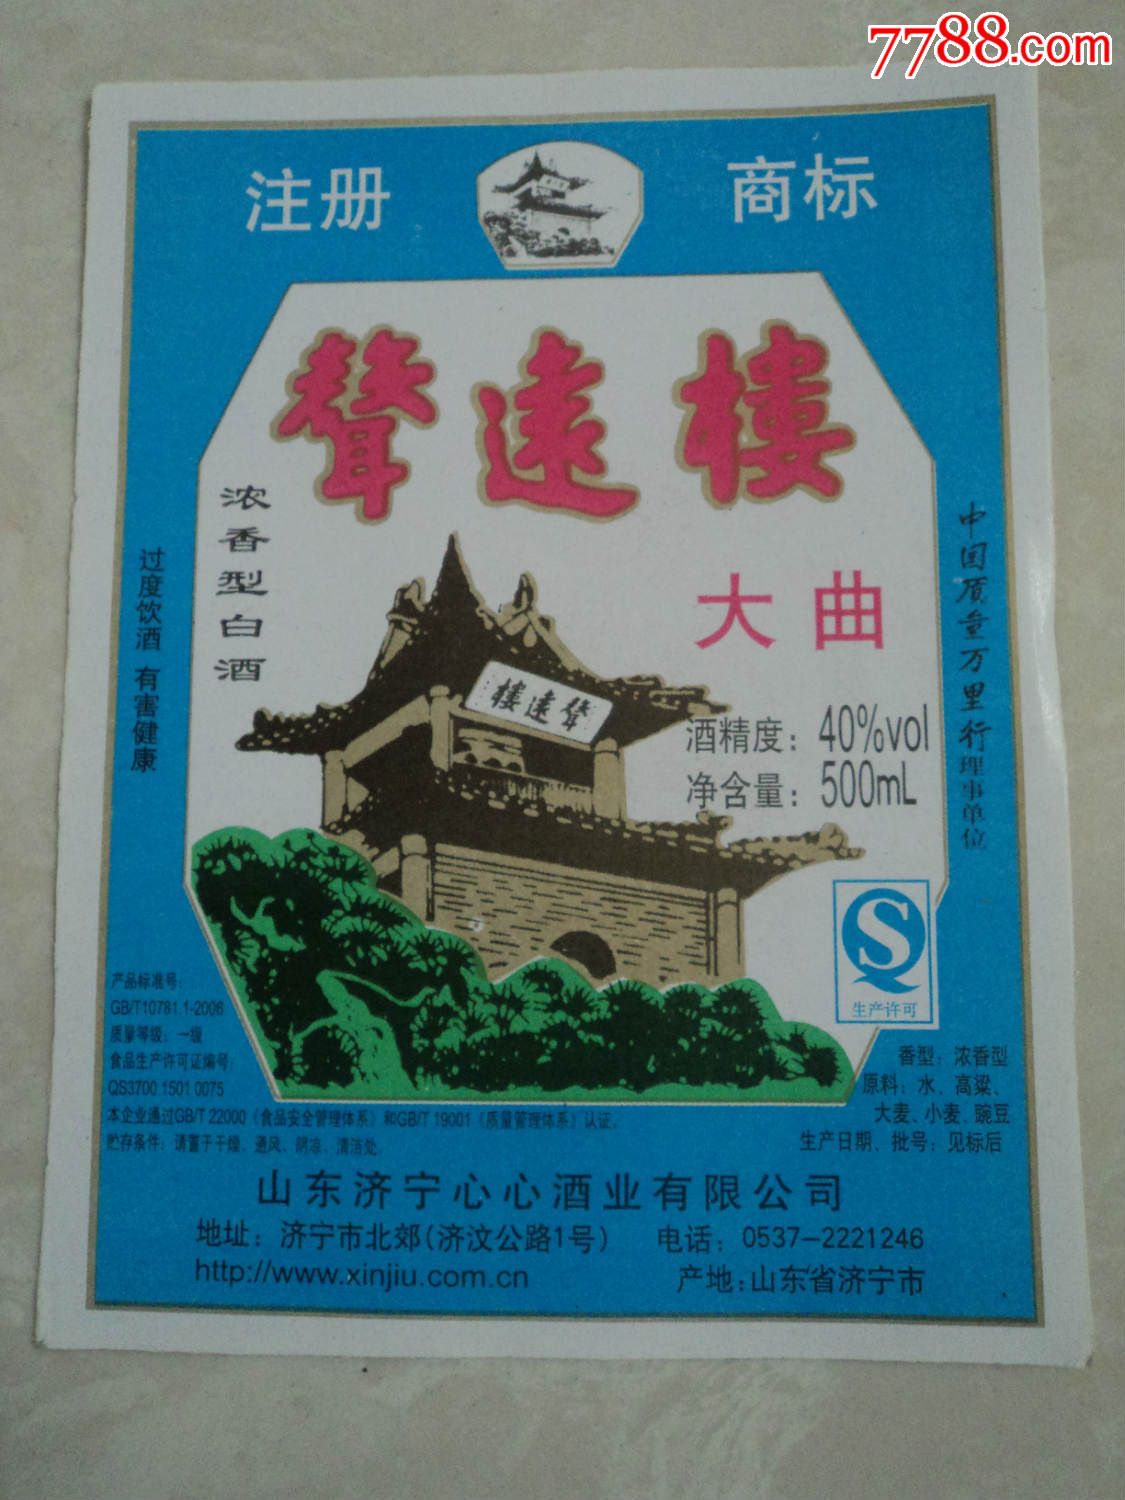 7788.com
注册 商标
聲遠樓
大曲
浓香型白酒
过度饮酒 有害健康
中国质量万里行理事单位
聲遠樓
酒精度：40%vol
净含量：500mL
生产许可
产品标准号：
GB/T10781.1-2006
质量等级：一级
食品生产许可证编号：
QS3700 1501 0075
本企业通过GB/T 22000《食品安全管理体系》和GB/T 19001《质量管理体系》认证。
贮存条件：请置于干燥、通风、阴凉、清洁处。
香型：浓香型
原料：水、高粱、
大麦、小麦、豌豆
生产日期、批号：见标后
山东济宁心心酒业有限公司
地址：济宁市北郊（济汶公路1号） 电话：0537-2221246
http://www.xinjiu.com.cn 产地：山东省济宁市